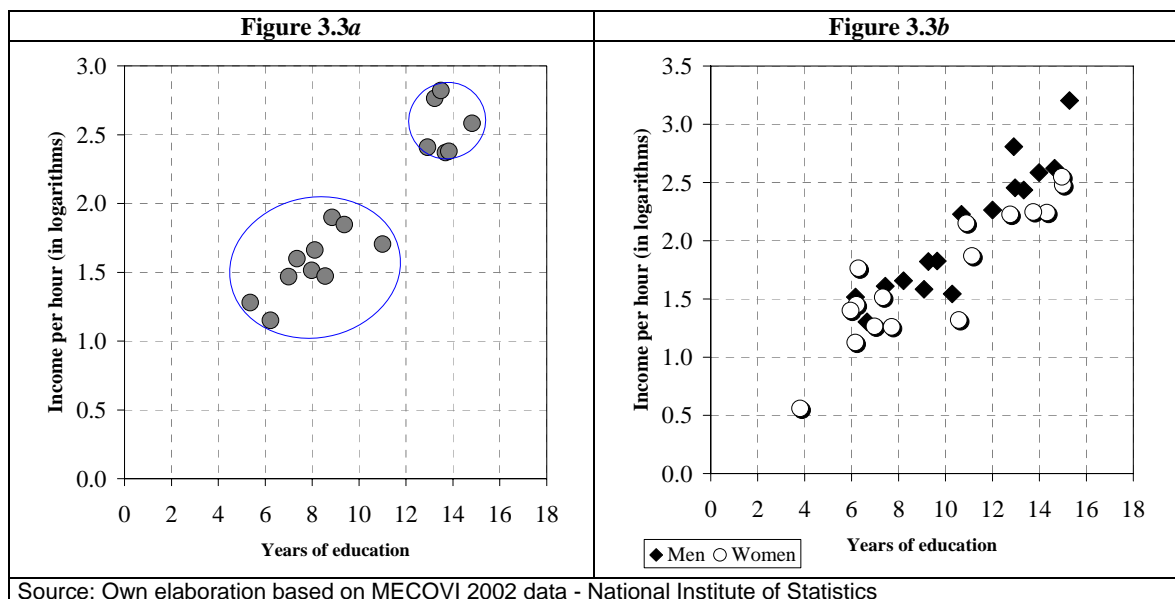 Figure 3.3a
Figure 3.3b
Income per hour (in logarithms)
3.0
2.5
2.0
1.5
1.0
0.5
0.0
0 2 4 6 8 10 12 14 16 18
Years of education
Income per hour (in logarithms)
3.5
3.0
2.5
2.0
1.5
1.0
0.5
0.0
0 2 4 6 8 10 12 14 16 18
Men Women
Years of education
Source: Own elaboration based on MECOVI 2002 data - National Institute of Statistics